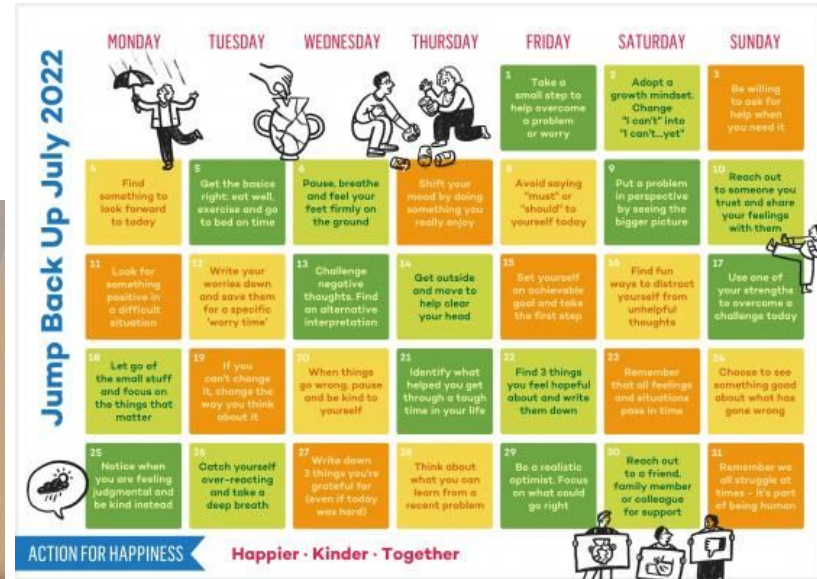 Jump Back Up July 2022
MONDAY
TUESDAY
WEDNESDAY
THURSDAY
FRIDAY
SATURDAY
SUNDAY
1
Take a
small step to
help overcome
a problem
or worry
2
Adopt a
growth mindset.
Change
"I can't" into
"I can't...yet"
3
Be willing
to ask for
help when
you need it
4
Find
something to
look forward
to today
5
Get the basics
right: eat well,
exercise and go
to bed on time
6
Pause, breathe
and feel your
feet firmly on
the ground
7
Shift your
mood by doing
something you
really enjoy
8
Avoid saying
"must" or
"should" to
yourself today
9
Put a problem
in perspective
by seeing the
bigger picture
10
Reach out
to someone you
trust and share
your feelings
with them
11
Look for
something
positive in
a difficult
situation
12
Write your
worries down
and save them
for a specific
'worry time'
13
Challenge
negative
thoughts. Find
an alternative
interpretation
14
Get outside
and move to
help clear
your head
15
Set yourself
an achievable
goal and take
the first step
16
Find fun
ways to distract
yourself from
unhelpful
thoughts
17
Use one of
your strengths
to overcome a
challenge today
18
Let go of
the small stuff
and focus on
the things that
matter
19
If you
can't change
it, change the
way you think
about it
20
When things
go wrong, pause
and be kind to
yourself
21
Identify what
helped you get
through a tough
time in your life
22
Find 3 things
you feel hopeful
about and write
them down
23
Remember
that all feelings
and situations
pass in time
24
Choose to see
something good
about what has
gone wrong
25
Notice when
you are feeling
judgmental and
be kind instead
26
Catch yourself
over-reacting
and take a
deep breath
27
Write down
3 things you're
grateful for
(even if today
was hard)
28
Think about
what you can
learn from a
recent problem
29
Be a realistic
optimist. Focus
on what could
go right
30
Reach out
to a friend,
family member
or colleague
for support
31
Remember we
all struggle at
times - it's part
of being human
ACTION FOR HAPPINESS
Happier · Kinder · Together